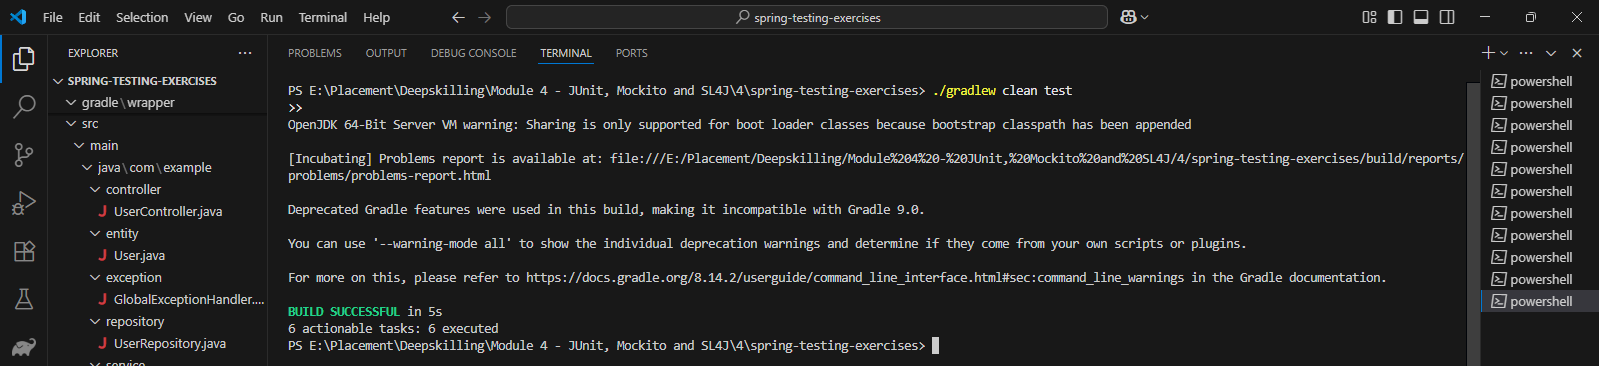 File Edit Selection View Go Run Terminal Help
spring-testing-exercises
EXPLORER
SPRING-TESTING-EXERCISES
gradle\wrapper
src
main
java\com\example
controller
J UserController.java
entity
J User.java
exception
J GlobalExceptionHandler....
repository
J UserRepository.java
service
PROBLEMS OUTPUT DEBUG CONSOLE TERMINAL PORTS
PS E:\Placement\Deepskilling\Module 4 - JUnit, Mockito and SL4J\4\spring-testing-exercises> ./gradlew clean test
>>
OpenJDK 64-Bit Server VM warning: Sharing is only supported for boot loader classes because bootstrap classpath has been appended
[Incubating] Problems report is available at: file:///E:/Placement/Deepskilling/Module%204%20-%20JUnit,%20Mockito%20and%20SL4J/4/spring-testing-exercises/build/reports/
problems/problems-report.html
Deprecated Gradle features were used in this build, making it incompatible with Gradle 9.0.
You can use '--warning-mode all' to show the individual deprecation warnings and determine if they come from your own scripts or plugins.
For more on this, please refer to https://docs.gradle.org/8.14.2/userguide/command_line_interface.html#sec:command_line_warnings in the Gradle documentation.
BUILD SUCCESSFUL in 5s
6 actionable tasks: 6 executed
PS E:\Placement\Deepskilling\Module 4 - JUnit, Mockito and SL4J\4\spring-testing-exercises>
powershell
powershell
powershell
powershell
powershell
powershell
powershell
powershell
powershell
powershell
powershell